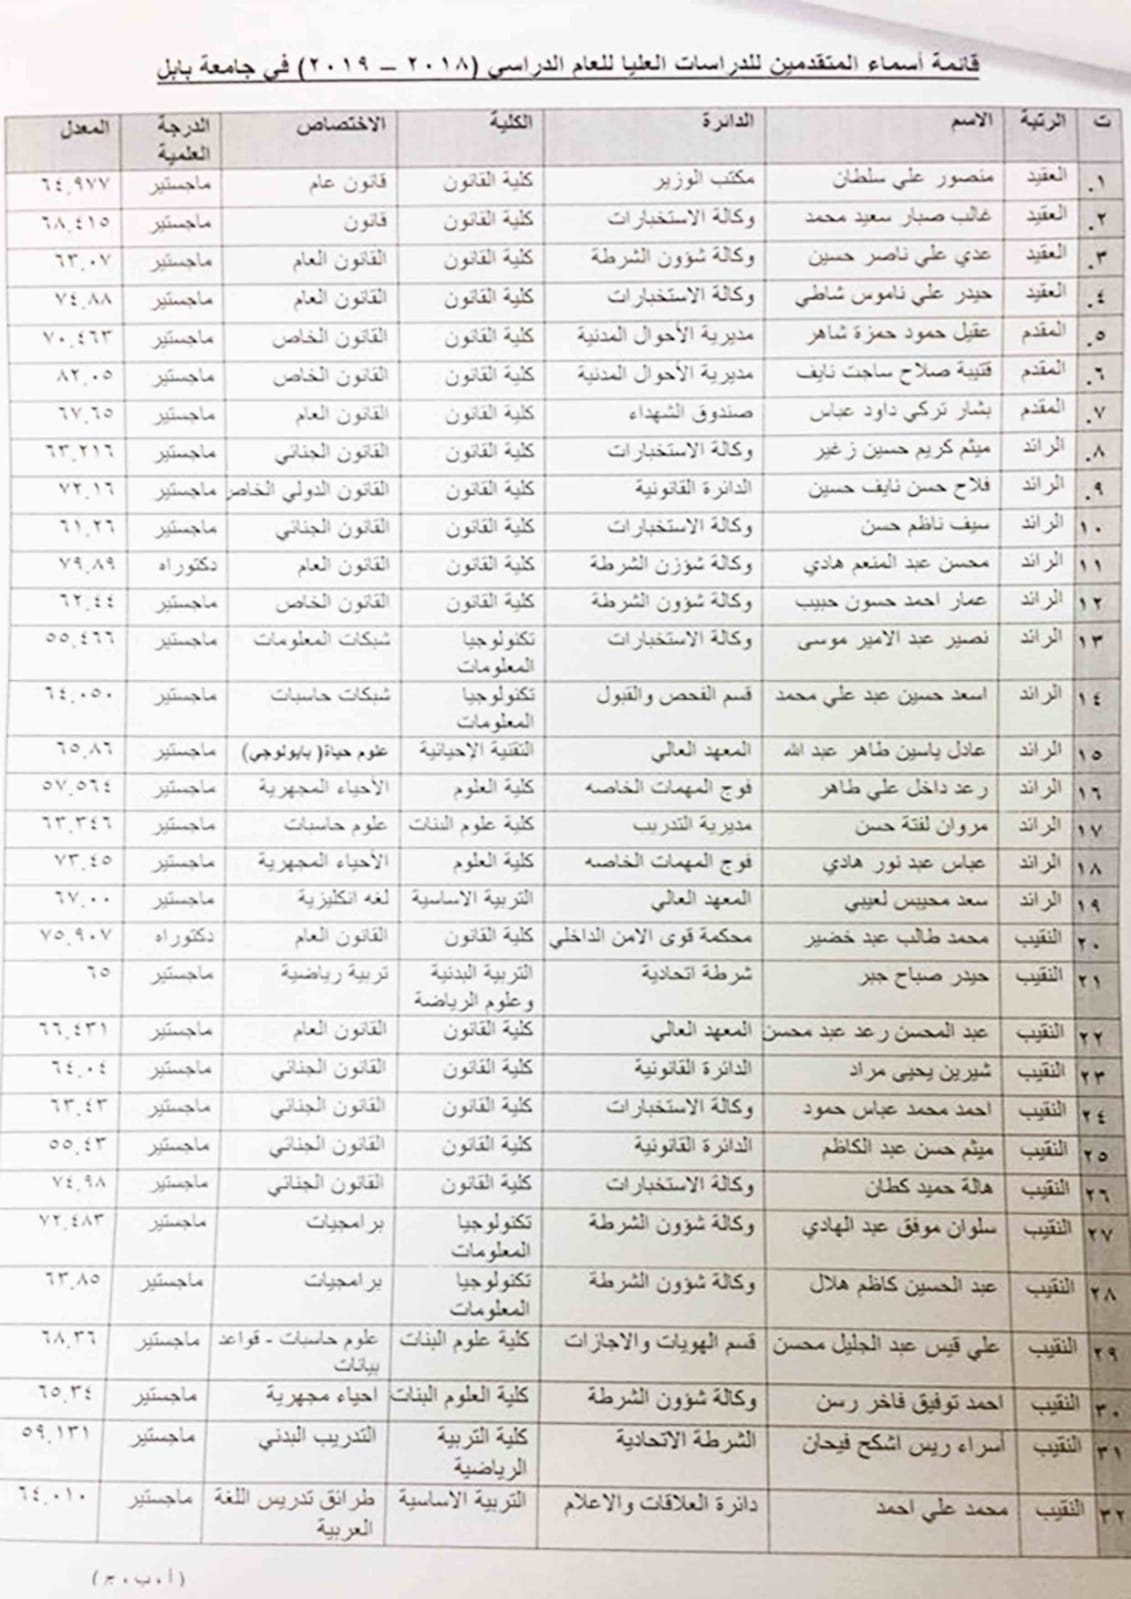 قائمة أسماء المتقدمين للدراسات العليا للعام الدراسي (٢٠١٨ – ٢٠١٩) في جامعة بابل
ت الرتبة الاسم الدائرة الكلية الاختصاص الدرجة العلمية المعدل
١. العقيد منصور علي سلطان مكتب الوزير كلية القانون قانون عام ماجستير ٦٤,٩٧٧
٢. العقيد غالب صبار سعيد محمد وكالة الاستخبارات كلية القانون قانون ماجستير ٦٨,٤١٥
٣. العقيد عدي علي ناصر حسين وكالة شؤون الشرطة كلية القانون القانون العام ماجستير ٦٣,٠٧
٤. العقيد حيدر علي ناموس شاطي وكالة الاستخبارات كلية القانون القانون العام ماجستير ٧٤,٨٨
٥. المقدم عقيل حمود حمزة شاهر مديرية الأحوال المدنية كلية القانون القانون الخاص ماجستير ٧٠,٤٦٣
٦. المقدم قتيبة صلاح ساجت نايف مديرية الأحوال المدنية كلية القانون القانون الخاص ماجستير ٨٢,٠٥
٧. المقدم بشار تركي داود عباس صندوق الشهداء كلية القانون القانون العام ماجستير ٦٧,٦٥
٨. الرائد ميثم كريم حسين زغير وكالة الاستخبارات كلية القانون القانون الجنائي ماجستير ٦٣,٢١٦
٩. الرائد فلاح حسن نايف حسين الدائرة القانونية كلية القانون القانون الدولي الخاص ماجستير ٧٢,١٦
١٠ الرائد سيف ناظم حسن وكالة الاستخبارات كلية القانون القانون الجنائي ماجستير ٦١,٢٦
١١ الرائد محسن عبد المنعم هادي وكالة شؤزن الشرطة كلية القانون القانون العام دكتوراه ٧٩,٨٩
١٢ الرائد عمار احمد حسون حبيب وكالة شؤون الشرطة كلية القانون القانون الخاص ماجستير ٦٢,٤٤
١٣ الرائد نصير عبد الامير موسى وكالة الاستخبارات تكنولوجيا المعلومات شبكات المعلومات ماجستير ٥٥,٤٦٦
١٤ الرائد اسعد حسين عبد علي محمد قسم الفحص والقبول تكنولوجيا المعلومات شبكات حاسبات ماجستير ٦٤,٠٥٠
١٥ الرائد عادل ياسين طاهر عبد الله المعهد العالي التقنية الإحيائية علوم حياة( بايولوجي) ماجستير ٦٥,٨٦
١٦ الرائد رعد داخل علي طاهر فوج المهمات الخاصه كلية العلوم الأحياء المجهرية ماجستير ٥٧,٥٦٤
١٧ الرائد مروان لفتة حسن مديرية التدريب كلية علوم البنات علوم حاسبات ماجستير ٦٣,٣٤٦
١٨ الرائد عباس عبد نور هادي فوج المهمات الخاصه كلية العلوم الأحياء المجهرية ماجستير ٧٣,٤٥
١٩ الرائد سعد محيبس لعيبي المعهد العالي التربية الاساسية لغه انكليزية ماجستير ٦٧,٠٠
٢٠ النقيب محمد طالب عبد خضير محكمة قوى الامن الداخلي كلية القانون القانون العام دكتوراه ٧٥,٩٠٧
٢١ النقيب حيدر صباح جبر شرطة اتحادية التربية البدنية وعلوم الرياضة تربية رياضية ماجستير ٦٥
٢٢ النقيب عبد المحسن رعد عبد محسن المعهد العالي كلية القانون القانون العام ماجستير ٦٦,٤٣١
٢٣ النقيب شيرين يحيى مراد الدائرة القانونية كلية القانون القانون الجنائي ماجستير ٦٤,٠٤
٢٤ النقيب احمد محمد عباس حمود وكالة الاستخبارات كلية القانون القانون الجنائي ماجستير ٦٣,٤٣
٢٥ النقيب ميثم حسن عبد الكاظم الدائرة القانونية كلية القانون القانون الجنائي ماجستير ٥٥,٤٣
٢٦ النقيب هالة حميد كطان وكالة الاستخبارات كلية القانون القانون الجنائي ماجستير ٧٤,٩٨
٢٧ النقيب سلوان موفق عبد الهادي وكالة شؤون الشرطة تكنولوجيا المعلومات برامجيات ماجستير ٧٢,٤٨٣
٢٨ النقيب عبد الحسين كاظم هلال وكالة شؤون الشرطة تكنولوجيا المعلومات برامجيات ماجستير ٦٣,٨٥
٢٩ النقيب علي قيس عبد الجليل محسن قسم الهويات والاجازات كلية علوم البنات علوم حاسبات - قواعد بيانات ماجستير ٦٨,٣٦
٣٠ النقيب احمد توفيق فاخر رسن وكالة شؤون الشرطة كلية العلوم البنات احياء مجهرية ماجستير ٦٥,٣٤
٣١ النقيب أسراء ريس اشكح فيحان الشرطة الاتحادية كلية التربية الرياضية التدريب البدني ماجستير ٥٩,١٣١
٣٢ النقيب محمد علي احمد دائرة العلاقات والاعلام التربية الاساسية طرائق تدريس اللغة العربية ماجستير ٦٤,٠١٠
(أ ، ب ، ج)